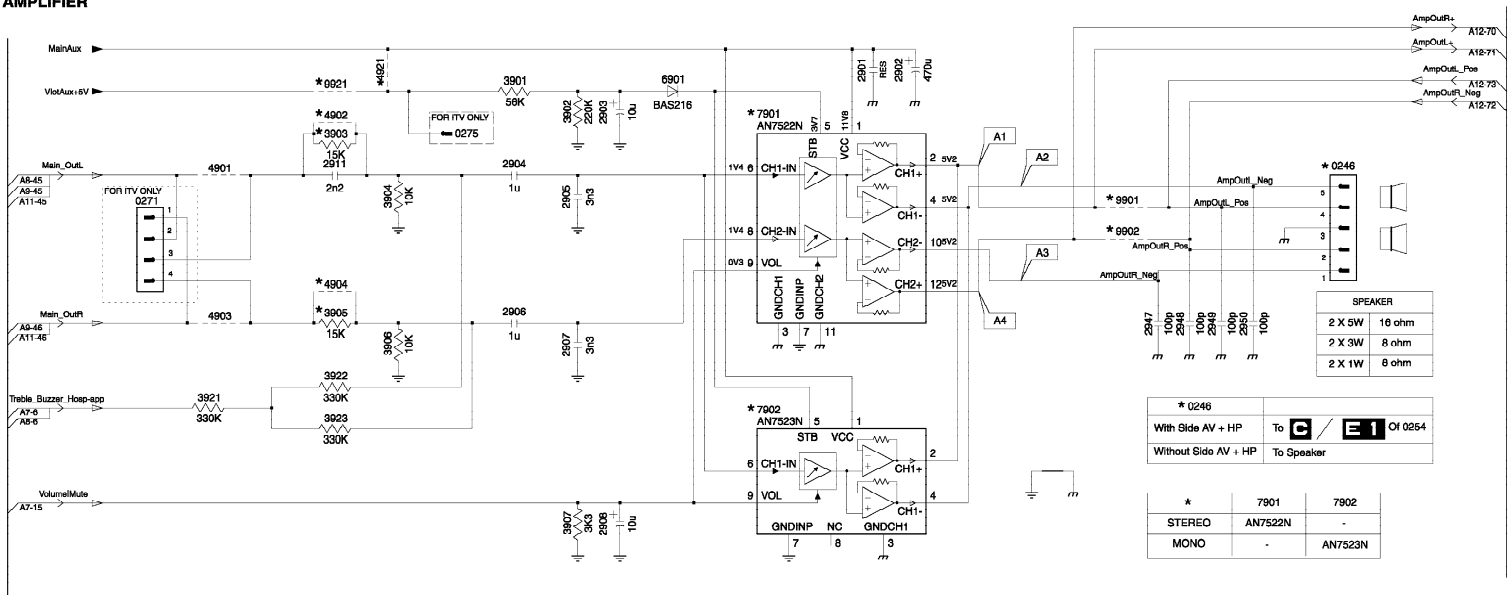 AMPLIFIER
MainAux
VlotAux+5V
*9921
*4921
3901
56K
3902
220K
2903
10u
6901
BAS216
FOR ITV ONLY
0275
*4902
*3903
15K
2911
2n2
Main_OutL
A8-45
A9-45
A11-45
4901
FOR ITV ONLY
0271
1
2
3
4
3904
10K
2904
1u
2905
3n3
*4904
*3905
15K
Main_OutR
A9-46
A11-46
4903
3906
10K
2906
1u
2907
3n3
Treble_Buzzer_Hosp-app
A7-6
A8-6
3921
330K
3922
330K
3923
330K
VolumeMute
A7-15
3907
3K3
2908
10u
2901
RES
2902
470u
*7901
AN7522N
3V7
5
11V8
1
STB
VCC
1V4 6 CH1-IN
1V4 8 CH2-IN
0V3 9 VOL
CH1+
2 5V2
CH1-
4 5V2
CH2-
10 5V2
CH2+
12 5V2
GNDCH1
GNDINP
GNDCH2
3
7
11
*7902
AN7523N
5
1
STB VCC
6 CH1-IN
9 VOL
CH1+
2
CH1-
4
GNDINP NC GNDCH1
7
8
3
A1
A2
A3
A4
AmpOutR+
A12-70
AmpOutL+
A12-71
AmpOutL_Pos
A12-73
AmpOutR_Neg
A12-72
*9901
*9902
AmpOutL_Neg
AmpOutL_Pos
AmpOutR_Pos
AmpOutR_Neg
*0246
5
4
3
2
1
2947
100p
2948
100p
2949
100p
2950
100p
SPEAKER
2 X 5W 16 ohm
2 X 3W 8 ohm
2 X 1W 8 ohm
*0246
With Side AV + HP To C / E1 Of 0254
Without Side AV + HP To Speaker
* 7901 7902
STEREO AN7522N -
MONO - AN7523N